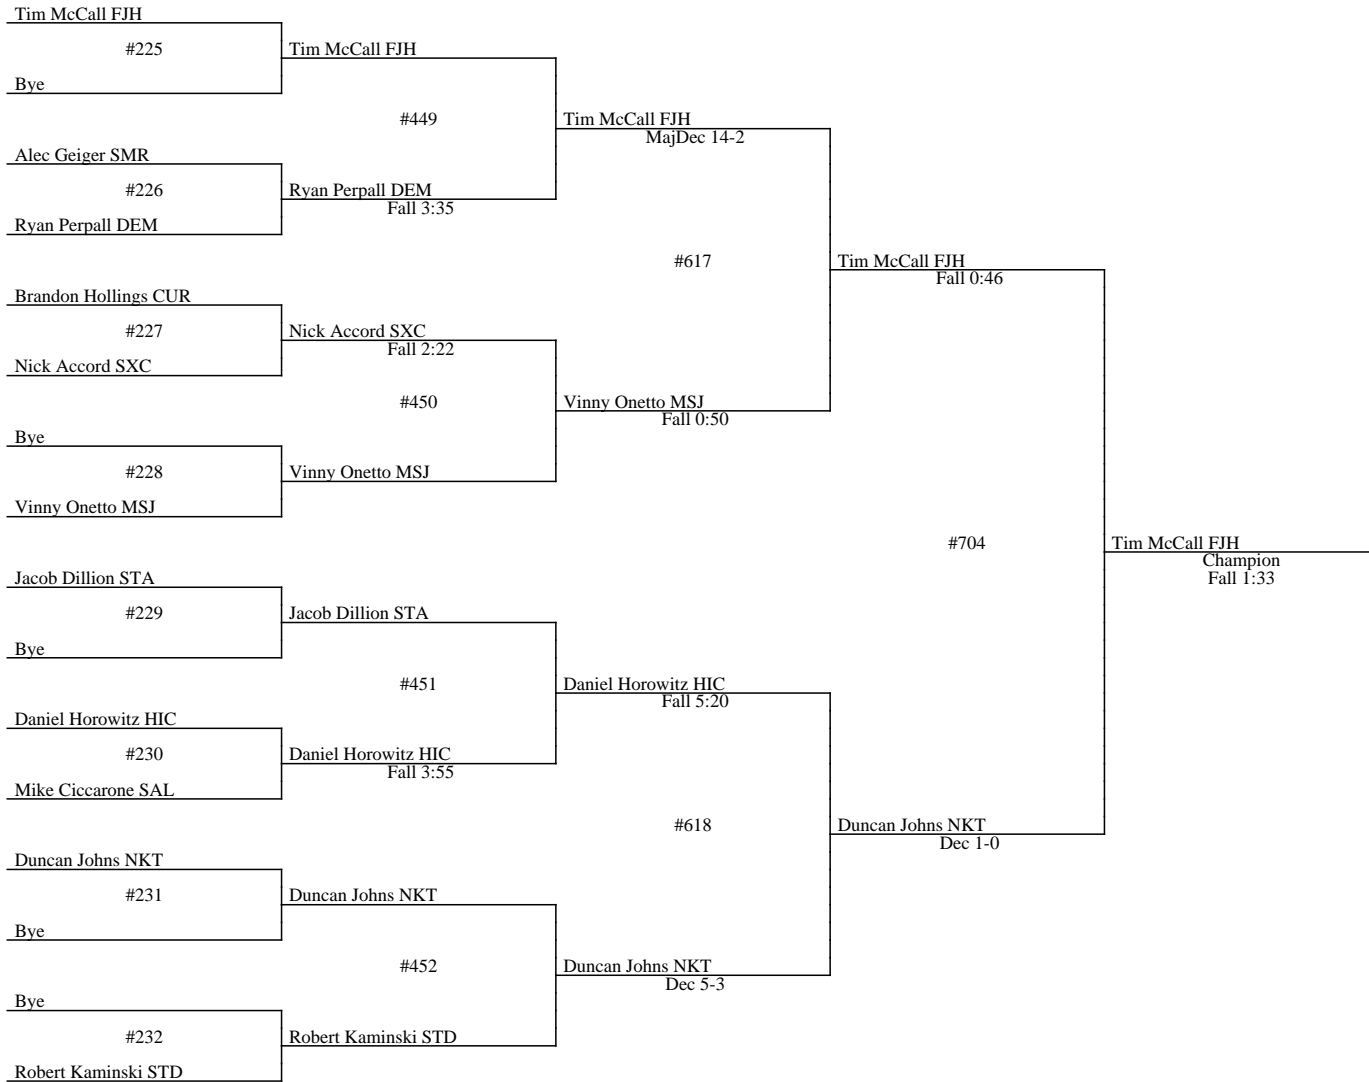 Tim McCall FJH
#225
Bye
Tim McCall FJH
#449
Alec Geiger SMR
#226
Ryan Perpall DEM
Ryan Perpall DEM
Fall 3:35
Tim McCall FJH
MajDec 14-2
#617
Brandon Hollings CUR
#227
Nick Accord SXC
Nick Accord SXC
Fall 2:22
#450
Bye
#228
Vinny Onetto MSJ
Vinny Onetto MSJ
Vinny Onetto MSJ
Fall 0:50
Tim McCall FJH
Fall 0:46
#704
Jacob Dillion STA
#229
Bye
Jacob Dillion STA
#451
Daniel Horowitz HIC
#230
Mike Ciccarone SAL
Daniel Horowitz HIC
Fall 3:55
Daniel Horowitz HIC
Fall 5:20
#618
Duncan Johns NKT
#231
Bye
Duncan Johns NKT
#452
Bye
#232
Robert Kaminski STD
Robert Kaminski STD
Duncan Johns NKT
Dec 5-3
Duncan Johns NKT
Dec 1-0
Tim McCall FJH
Champion
Fall 1:33